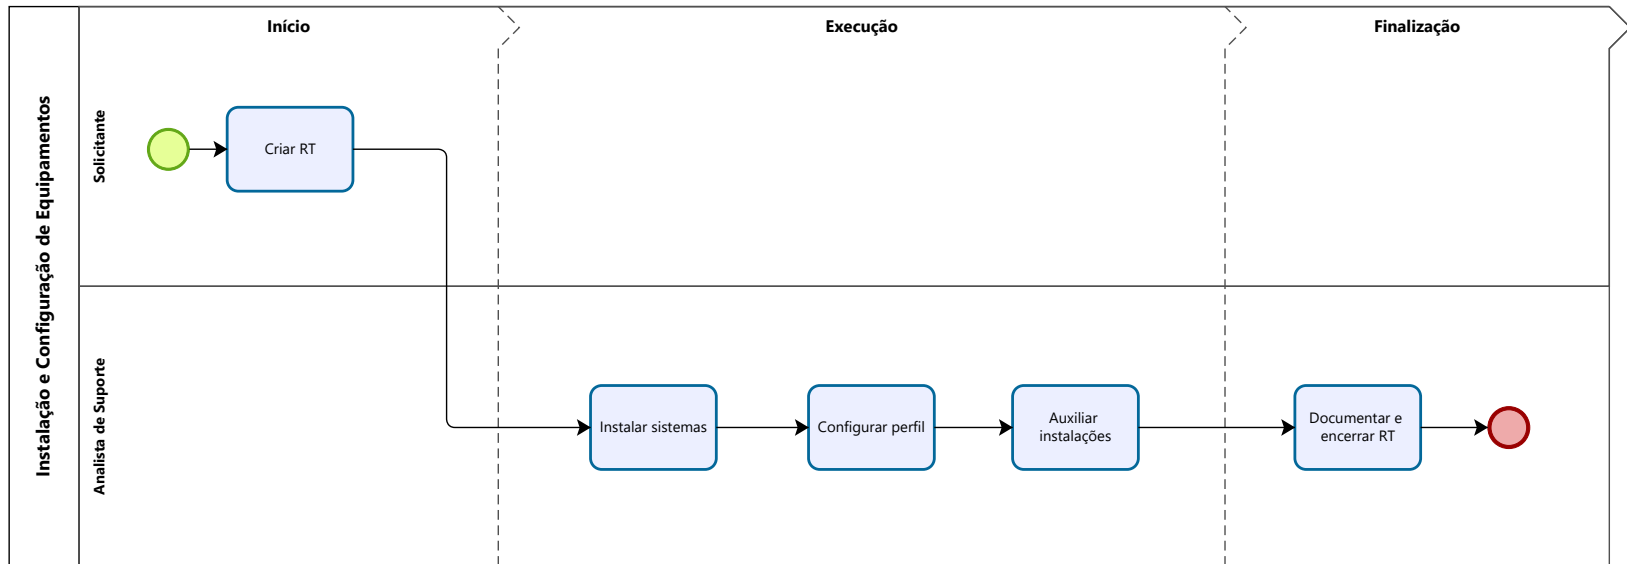 Instalação e Configuração de Equipamentos
Início
Execução
Finalização
Solicitante
Criar RT
Analista de Suporte
Instalar sistemas
Configurar perfil
Auxiliar
instalações
Documentar e
encerrar RT